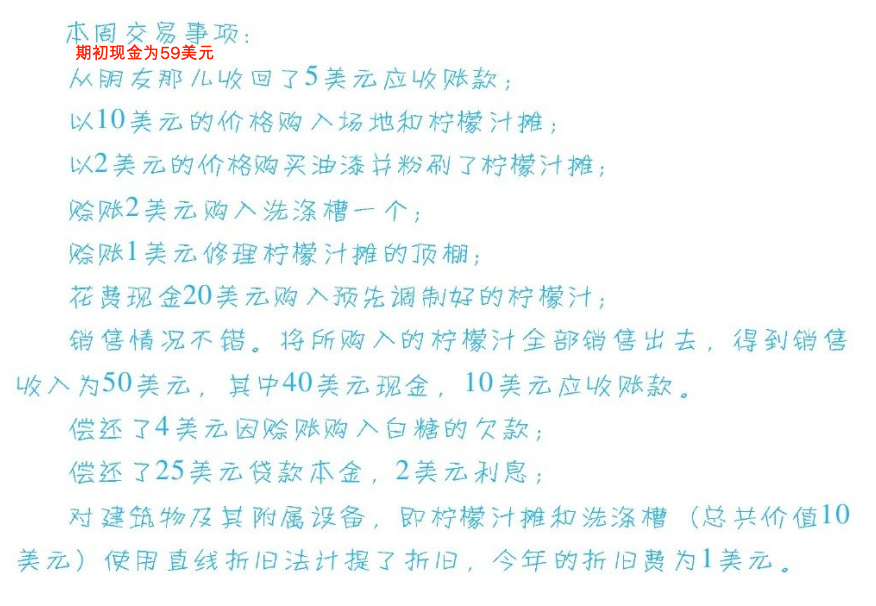 本周交易事项：
期初现金为59美元
从朋友那儿收回了5美元应收账款；
以10美元的价格购入场地和柠檬汁摊；
以2美元的价格购买油漆并粉刷了柠檬汁摊；
赊账2美元购入洗涤槽一个；
赊账1美元修理柠檬汁摊的顶棚；
花费现金20美元购入预先调制好的柠檬汁；
销售情况不错。将所购入的柠檬汁全部销售出去，得到销售
收入为50美元，其中40美元现金，10美元应收账款。
偿还了4美元因赊账购入白糖的欠款；
偿还了25美元贷款本金，2美元利息；
对建筑物及其附属设备，即柠檬汁摊和洗涤槽（总共价值10
美元）使用直线折旧法计提了折旧，今年的折旧费为1美元。